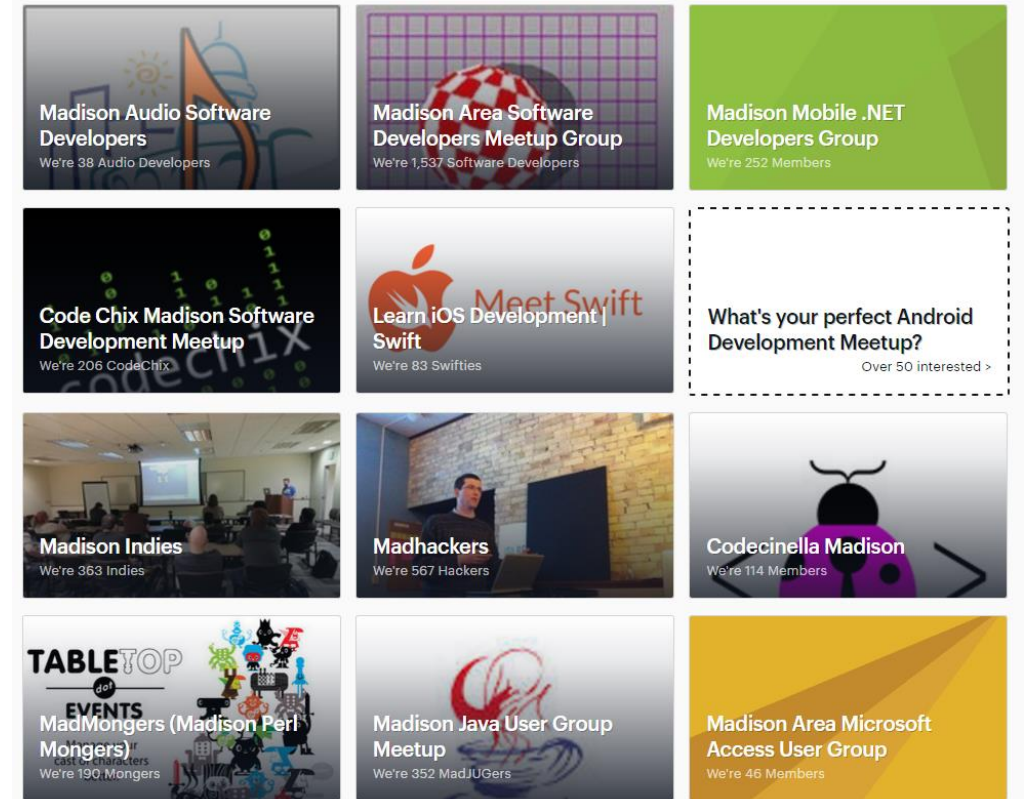 Madison Audio Software
Developers
We're 38 Audio Developers
Madison Area Software
Developers Meetup Group
We're 1,537 Software Developers
Madison Mobile .NET
Developers Group
We're 252 Members
Code Chix Madison Software
Development Meetup
We're 206 CodeChix
codechix
Meet Swift
Learn iOS Development |
Swift
We're 83 Swifties
What's your perfect Android
Development Meetup?
Over 50 interested >
Madison Indies
We're 363 Indies
Madhackers
We're 567 Hackers
Codecinella Madison
We're 114 Members
TABLETOP
dot
EVENTS
MadMongers (Madison Perl
Mongers)
cast of characters
We're 190 Mongers
Madison Java User Group
Meetup
We're 352 MadJUGers
Madison Area Microsoft
Access User Group
We're 46 Members